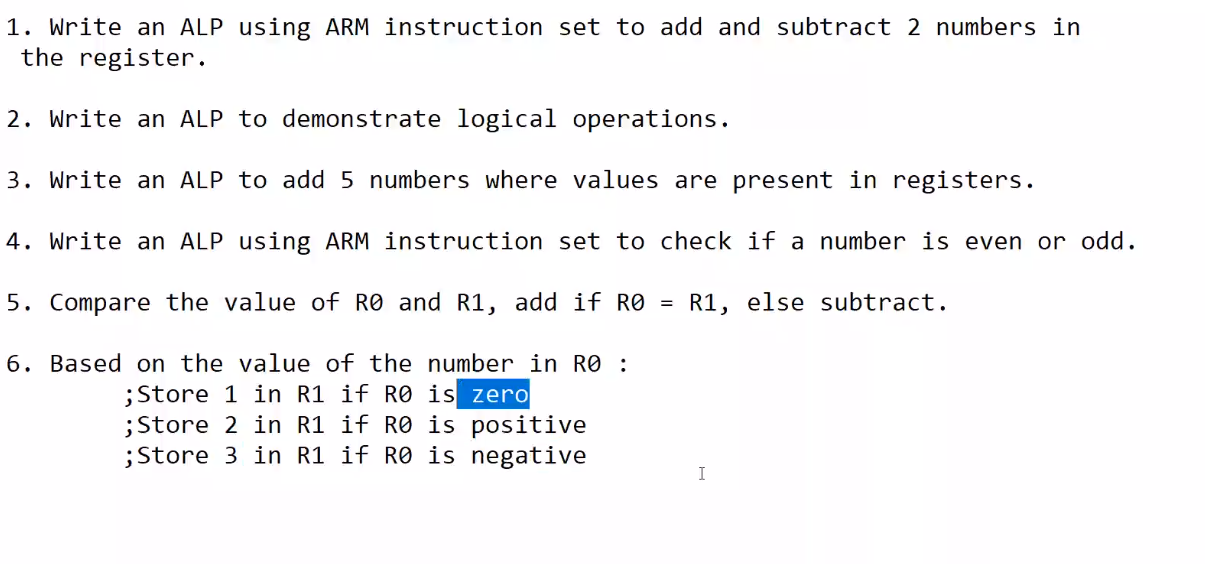 1. Write an ALP using ARM instruction set to add and subtract 2 numbers in
the register.
2. Write an ALP to demonstrate logical operations.
3. Write an ALP to add 5 numbers where values are present in registers.
4. Write an ALP using ARM instruction set to check if a number is even or odd.
5. Compare the value of R0 and R1, add if R0 = R1, else subtract.
6. Based on the value of the number in R0 :
;Store 1 in R1 if R0 is zero
;Store 2 in R1 if R0 is positive
;Store 3 in R1 if R0 is negative